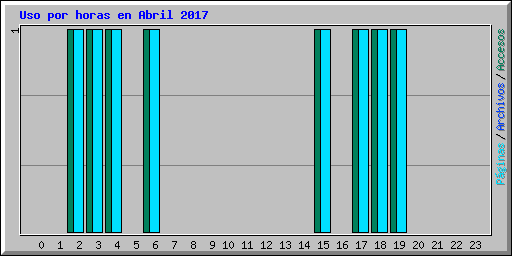 Uso por horas en Abril 2017
1
Páginas / Archivos / Accesos
0 1 2 3 4 5 6 7 8 9 10 11 12 13 14 15 16 17 18 19 20 21 22 23